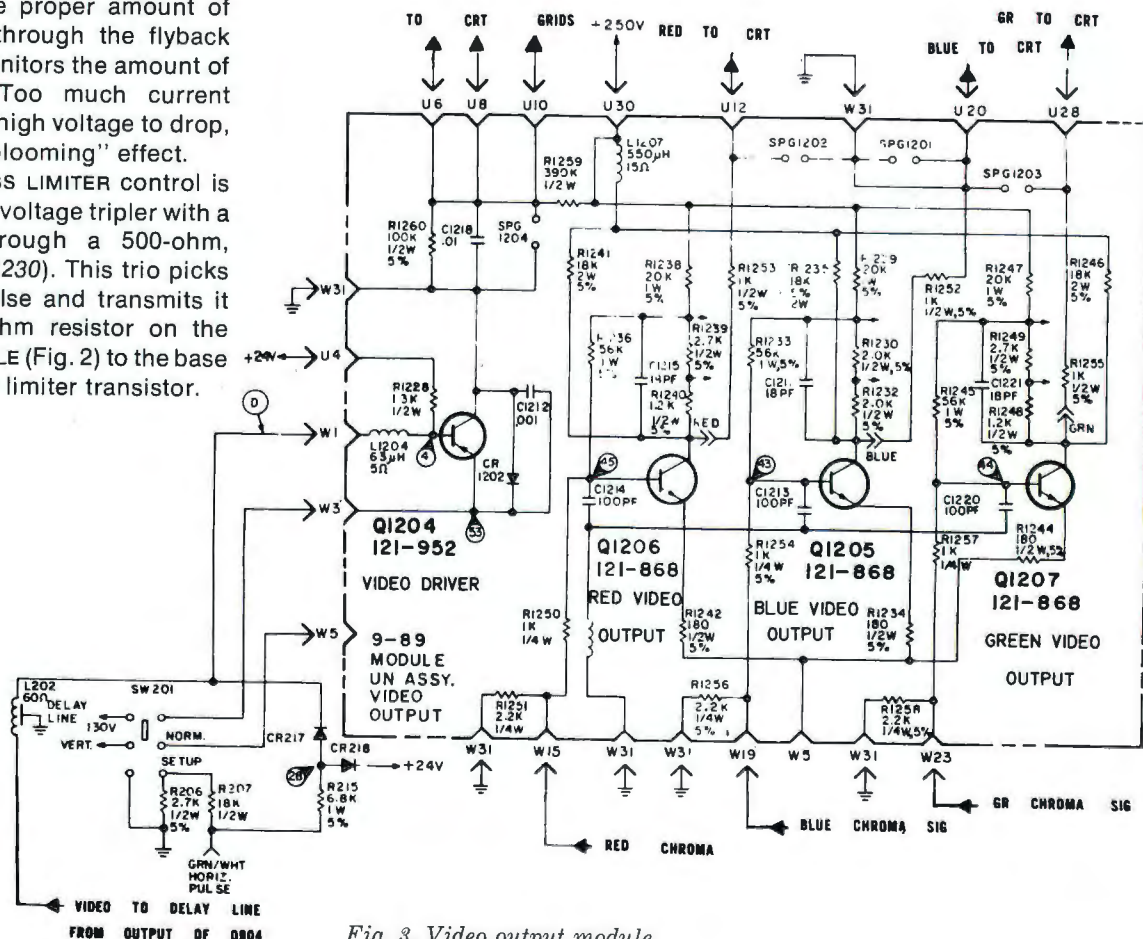 e proper amount of
through the flyback
nitors the amount of
Too much current
high voltage to drop,
looming" effect.
SS LIMITER control is
voltage tripler with a
rough a 500-ohm,
230). This trio picks
lse and transmits it
hm resistor on the
LE (Fig. 2) to the base
limiter transistor.
TO CRT GRIDS
+250V
RED TO CRT
BLUE TO CRT
GR TO CRT
U6
U8
U10
U30
U12
W31
U20
U28
L1207
550µH
15Ω
SPG1202
SPG1201
SPG1203
R1259
390K
1/2W
R1260
100K
1/2W
5%
C1218
.01
SPG
1204
R1241
18K
2W
5%
R1238
20K
1W
5%
R1253
1K
1/2W
5%
18K
2W
20K
W
5%
R1252
1K
1/2W,5%
R1247
20K
1W
5%
R1246
18K
2W
5%
W31
56K
1W
R1239
2.7K
1/2W
5%
18PF
R1240
1.2K
1/2W
5%
RED
R1233
56K
1W,5%
18PF
R1230
2.0K
1/2W,5%
R1232
2.0K
1/2W
5%
BLUE
R1245
56K
1W
5%
R1249
2.7K
1/2W
5%
C1221
18PF
R1248
1.2K
1/2W
5%
R1255
1K
1/2W
5%
GRN
+24V
U4
R1228
1.3K
1/2W
D
W1
L1204
63µH
5Ω
4
C1212
.001
CR
1202
W3
53
45
C1214
100PF
43
C1213
100PF
44
C1220
100PF
Q1204
121-952
VIDEO DRIVER
Q1206
121-868
RED VIDEO
OUTPUT
R1254
1K
1/4W
5%
Q1205
121-868
BLUE VIDEO
OUTPUT
R1257
1K
1/4W
R1244
180
1/2W,5%
Q1207
121-868
GREEN VIDEO
OUTPUT
R1250
1K
1/4W
R1242
180
1/2W
5%
R1234
180
1/2W
5%
W5
9-89
MODULE
UN ASSY.
VIDEO
OUTPUT
R1251
2.2K
1/4W
R1256
2.2K
1/4W
5%
R1258
2.2K
1/4W,5%
W31
W15
W31
W31
W19
W5
W31
W23
L202
60Ω
DELAY
LINE
SW201
130V
VERT.
NORM.
SETUP
CR217
CR218
+24V
28
R206
2.7K
1/2W
5%
R207
18K
1/2W
R215
6.8K
1W
5%
GRN/WHT
HORIZ.
PULSE
RED CHROMA
BLUE CHROMA SIG
GR CHROMA SIG
VIDEO TO DELAY LINE
FROM OUTPUT OF
Fig. 3. Video output module